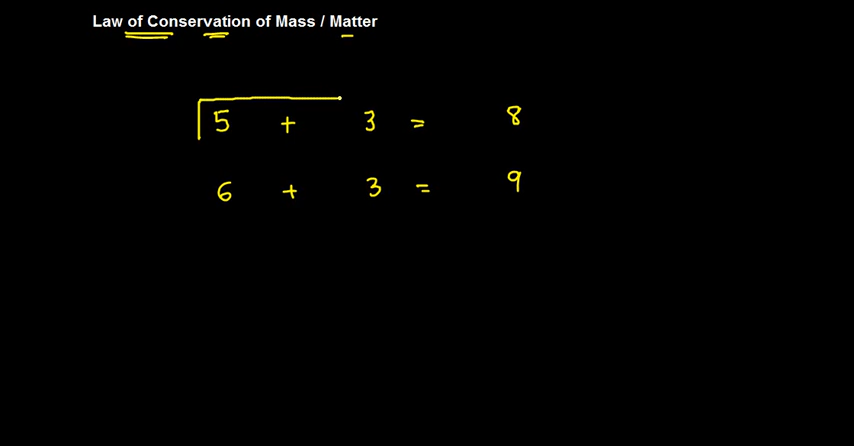 Law of Conservation of Mass / Matter
5 + 3 = 8
6 + 3 = 9